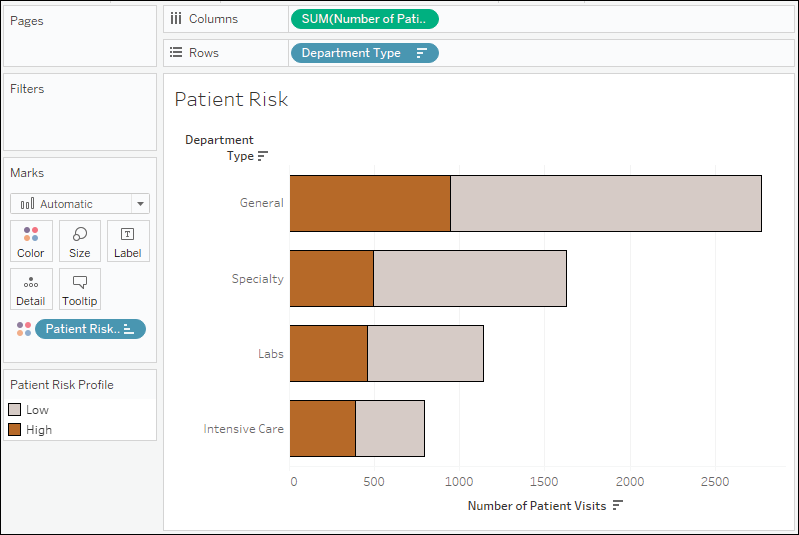 Pages
Columns
SUM(Number of Pati..
Rows
Department Type
Filters
Marks
Automatic
Color
Size
Label
Detail
Tooltip
Patient Risk..
Patient Risk Profile
Low
High
Patient Risk
Department
Type
General
Specialty
Labs
Intensive Care
0
500
1000
1500
2000
2500
Number of Patient Visits